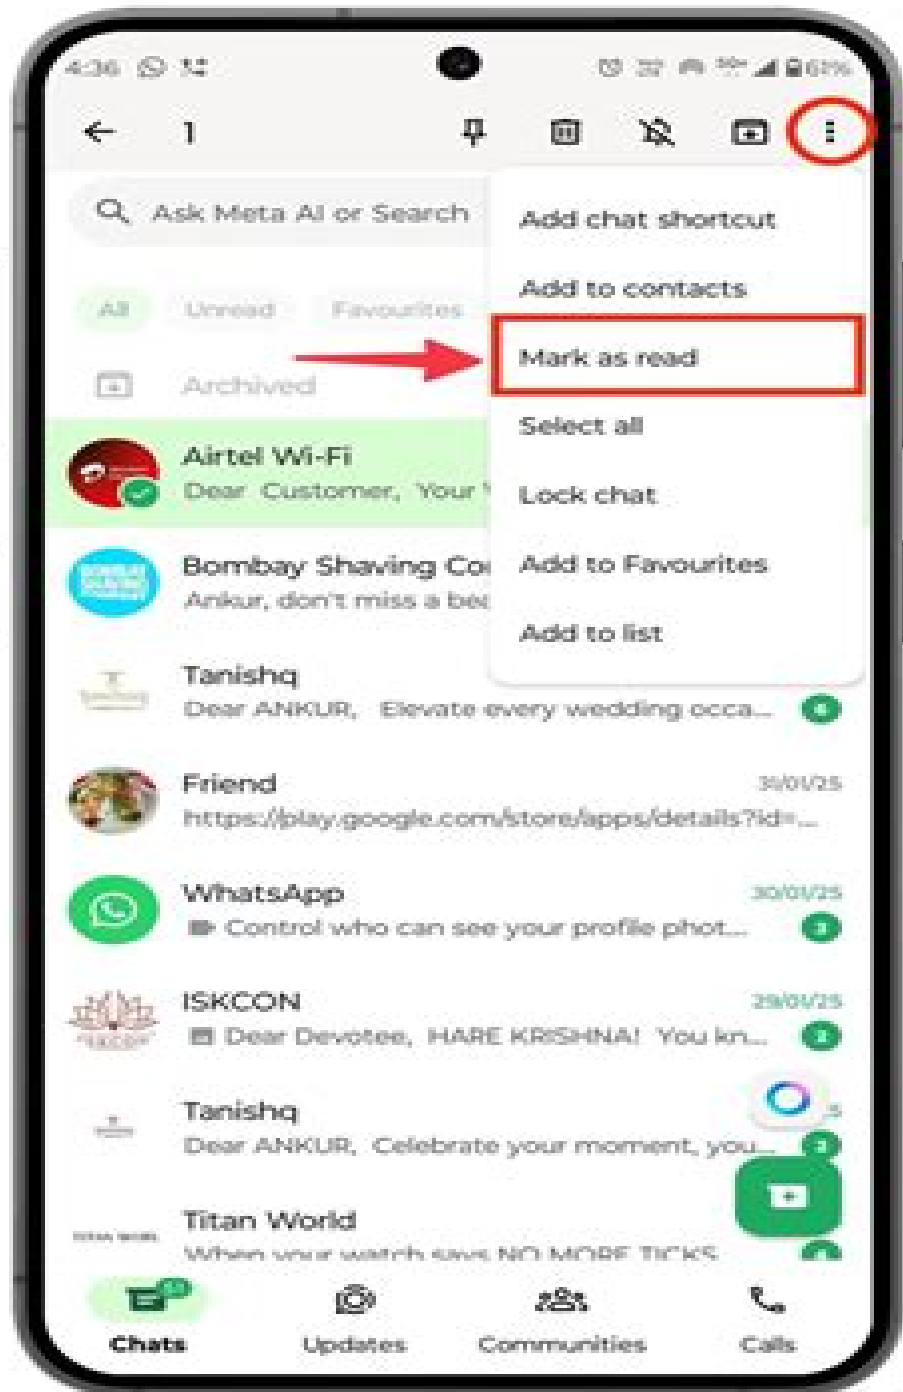 4:36
61%
1
Ask Meta AI or Search
Add chat shortcut
Add to contacts
All Unread Favourites
Mark as read
Archived
Select all
Airtel Wi-Fi
Dear Customer, Your
Lock chat
Bombay Shaving Co
Add to Favourites
Ankur, don't miss a bea
Add to list
Tanishq
Dear ANKUR, Elevate every wedding occa...
6
Friend 31/01/25
https://play.google.com/store/apps/details?id=...
WhatsApp 30/01/25
Control who can see your profile phot... 3
ISKCON 29/01/25
Dear Devotee, HARE KRISHNA! You kn... 2
Tanishq
Dear ANKUR, Celebrate your moment, you...
Titan World
When your watch says NO MORE TICKS
Chats Updates Communities Calls